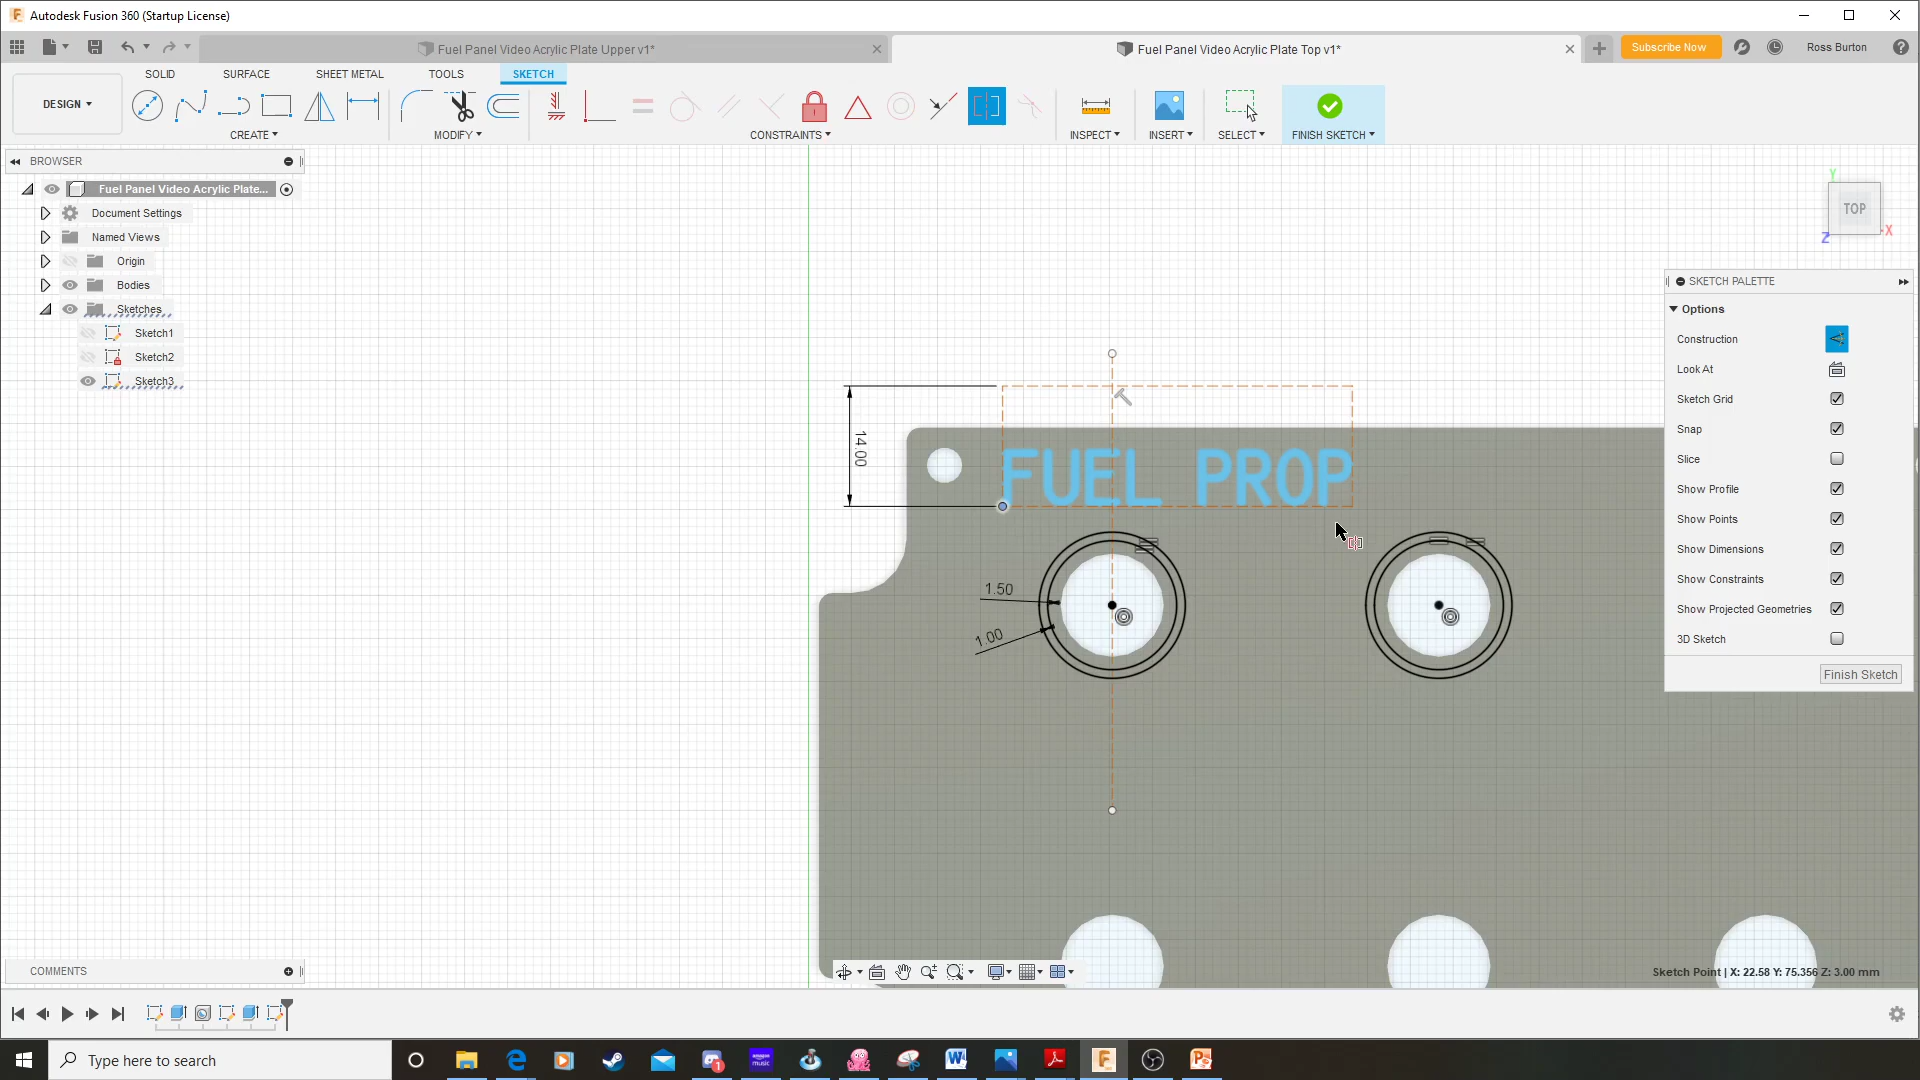 Autodesk Fusion 360 (Startup License)
Fuel Panel Video Acrylic Plate Upper v1*
Fuel Panel Video Acrylic Plate Top v1*
Subscribe Now
Ross Burton
SOLID
SURFACE
SHEET METAL
TOOLS
SKETCH
DESIGN
CREATE
MODIFY
CONSTRAINTS
INSPECT
INSERT
SELECT
FINISH SKETCH
BROWSER
Fuel Panel Video Acrylic Plate...
Document Settings
Named Views
Origin
Bodies
Sketches
Sketch1
Sketch2
Sketch3
Y
TOP
X
Z
SKETCH PALETTE
Options
Construction
Look At
Sketch Grid
Snap
Slice
Show Profile
Show Points
Show Dimensions
Show Constraints
Show Projected Geometries
3D Sketch
Finish Sketch
14.00
FUEL PROP
1.50
1.00
COMMENTS
Sketch Point | X: 22.58 Y: 75.356 Z: 3.00 mm
Type here to search